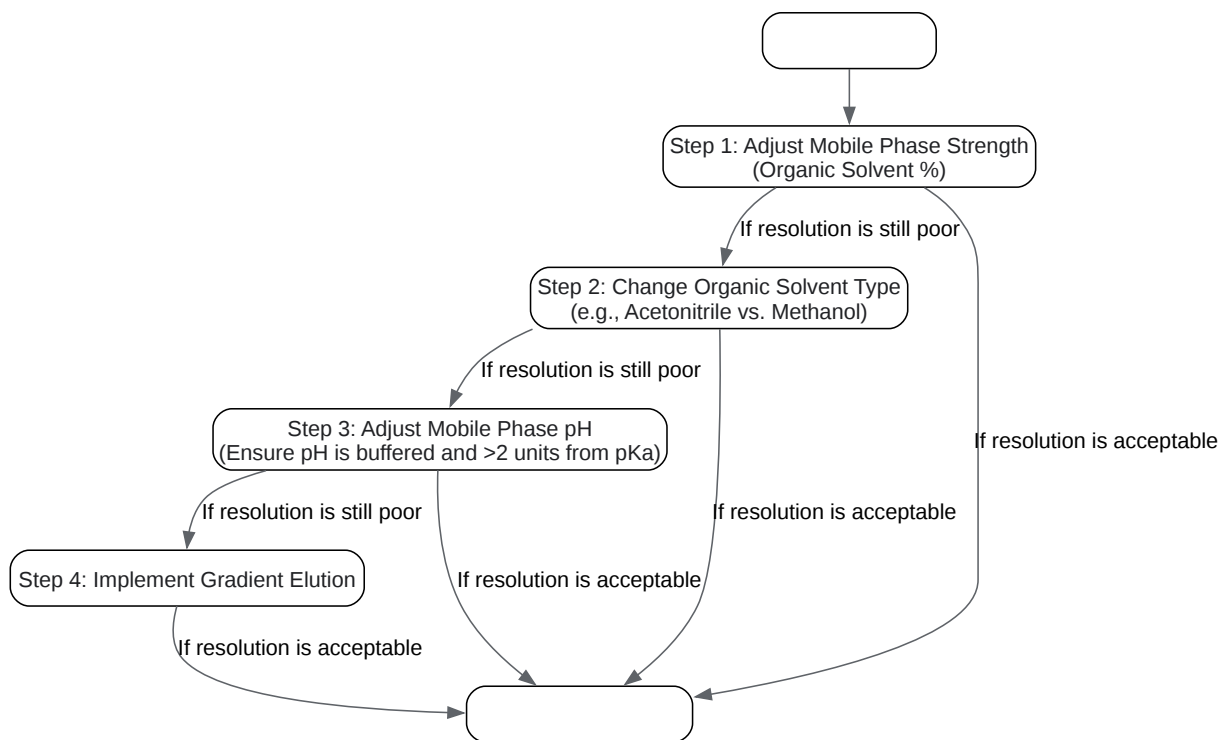 Step 1: Adjust Mobile Phase Strength
(Organic Solvent %)
If resolution is still poor
Step 2: Change Organic Solvent Type
(e.g., Acetonitrile vs. Methanol)
If resolution is still poor
Step 3: Adjust Mobile Phase pH
(Ensure pH is buffered and >2 units from pKa)
If resolution is acceptable
If resolution is still poor
If resolution is acceptable
Step 4: Implement Gradient Elution
If resolution is acceptable
If resolution is acceptable